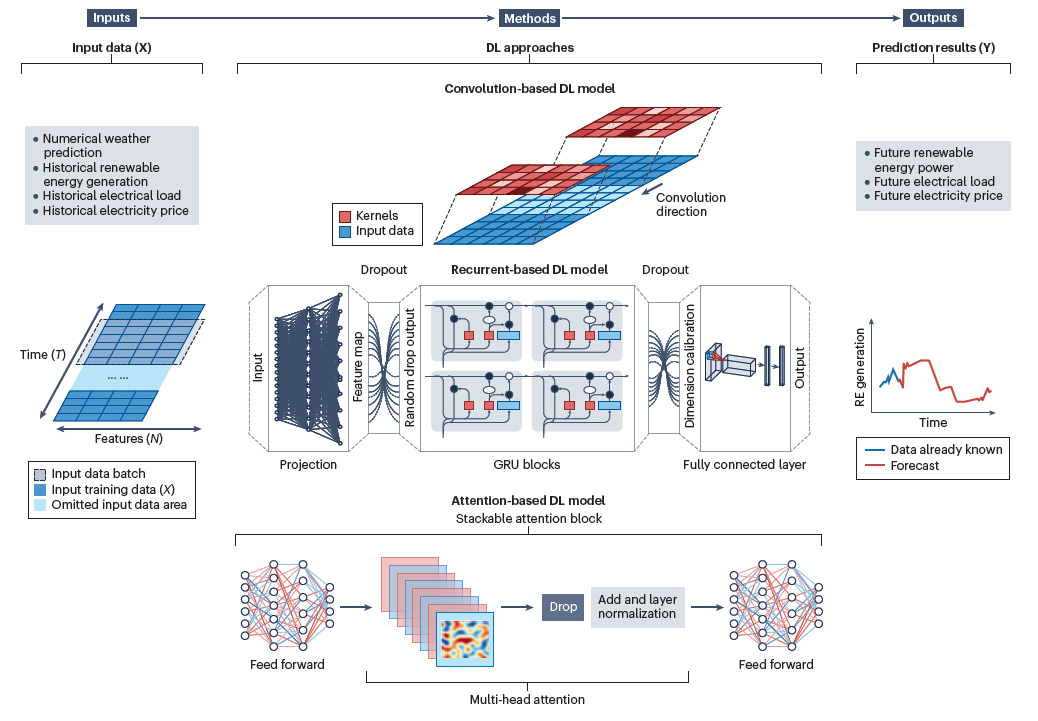 Inputs
Methods
Outputs
Input data (X)
DL approaches
Prediction results (Y)
Convolution-based DL model
• Numerical weather
prediction
• Historical renewable
energy generation
• Historical electrical load
• Historical electricity price
• Future renewable
energy power
• Future electrical load
• Future electricity price
Kernels
Input data
Convolution
direction
Dropout
Recurrent-based DL model
Dropout
Time (T)
... ...
Features (N)
Input data batch
Input training data (X)
Omitted input data area
Input
Feature map
Random drop output
Dimension calibration
Output
Projection
GRU blocks
Fully connected layer
RE generation
Time
Data already known
Forecast
Attention-based DL model
Stackable attention block
Drop
Add and layer
normalization
Feed forward
Feed forward
Multi-head attention